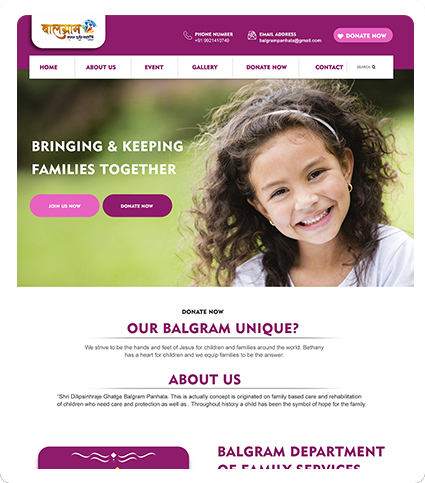 बालग्राम
PHONE NUMBER
+91 9921410749
EMAIL ADDRESS
balgrampanhala@gmail.com
DONATE NOW
HOME ABOUT US EVENT GALLERY DONATE NOW CONTACT SEARCH
BRINGING & KEEPING
FAMILIES TOGETHER
JOIN US NOW DONATE NOW
DONATE NOW
OUR BALGRAM UNIQUE?
We strive to be the hands and feet of Jesus for children and families around the world. Bethany
has a heart for children and we equip families to be the answer.
ABOUT US
"Shri Dilipsinhraje Ghatge Balgram Panhala. This is actually concept is originated on family based care and rehabilitation
of children who need care and protection as well as . Throughout history a child has been the symbol of hope for the family.
BALGRAM DEPARTMENT
OF FAMILY SERVICES